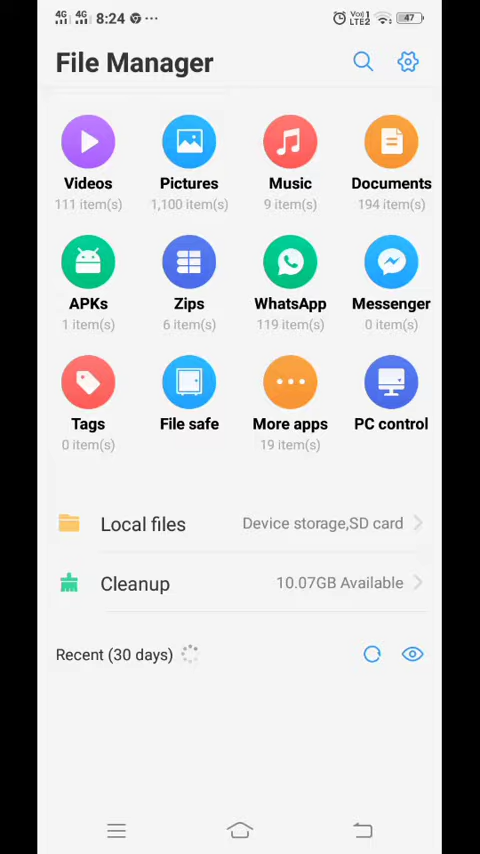 4G 4G 8:24 ••• Vo)) 1 LTE2 47
File Manager
Videos Pictures Music Documents
111 item(s) 1,100 item(s) 9 item(s) 194 item(s)
APKs Zips WhatsApp Messenger
1 item(s) 6 item(s) 119 item(s) 0 item(s)
Tags File safe More apps PC control
0 item(s) 19 item(s)
Local files Device storage,SD card
Cleanup 10.07GB Available
Recent (30 days)